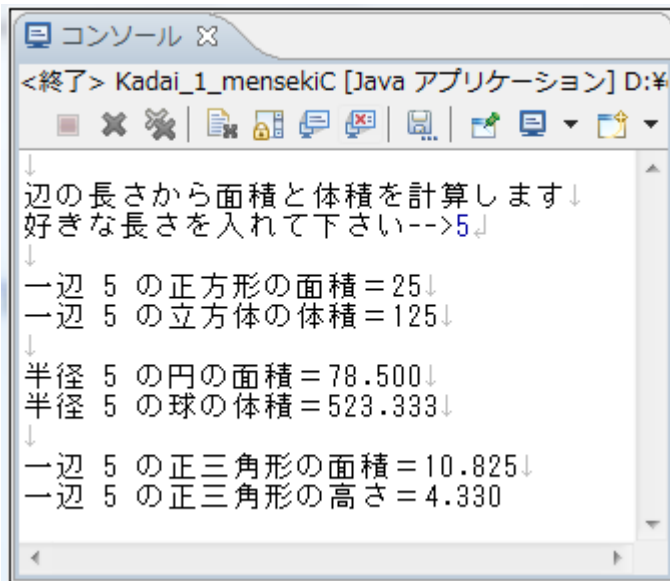 コンソール
<終了> Kadai_1_mensekiC [Java アプリケーション] D:¥
↓
辺の長さから面積と体積を計算します↓
好きな長さを入れて下さい-->5↲
↓
一辺 5 の正方形の面積＝25↓
一辺 5 の立方体の体積＝125↓
↓
半径 5 の円の面積＝78.500↓
半径 5 の球の体積＝523.333↓
↓
一辺 5 の正三角形の面積＝10.825↓
一辺 5 の正三角形の高さ＝4.330